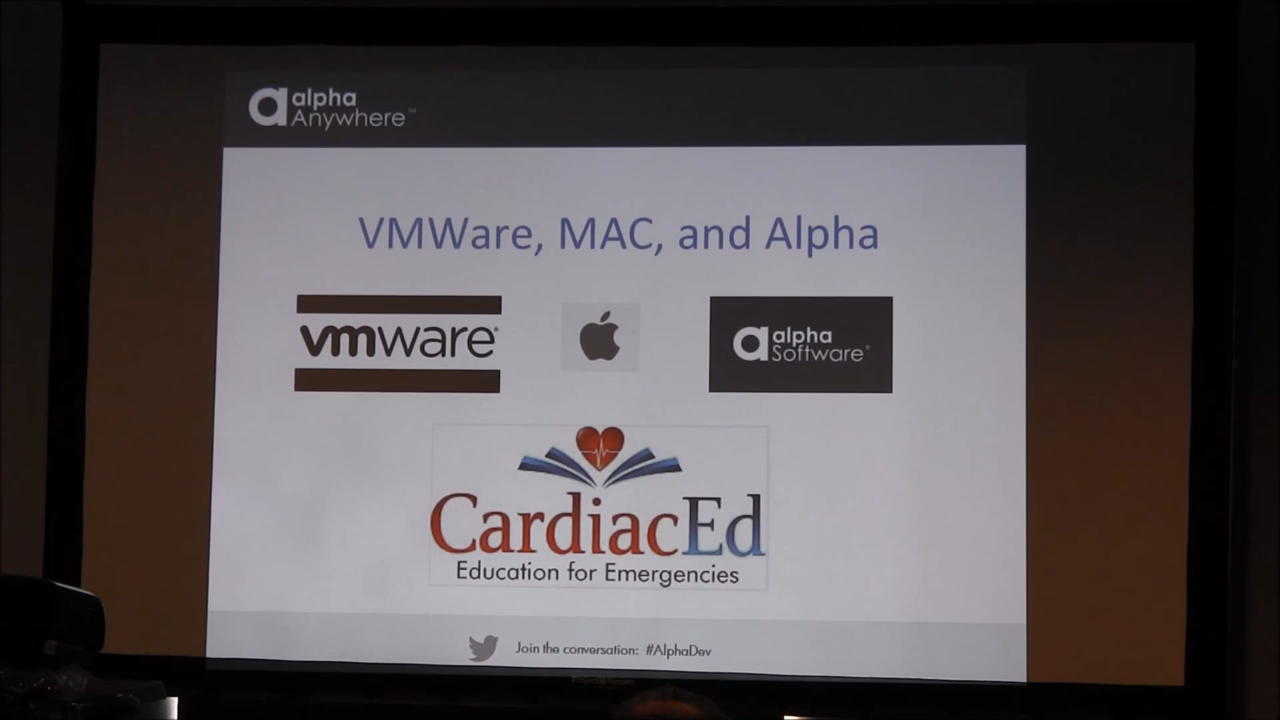 alpha
Anywhere™
VMWare, MAC, and Alpha
vmware®
alpha
Software®
CardiacEd
Education for Emergencies
Join the conversation: #AlphaDev